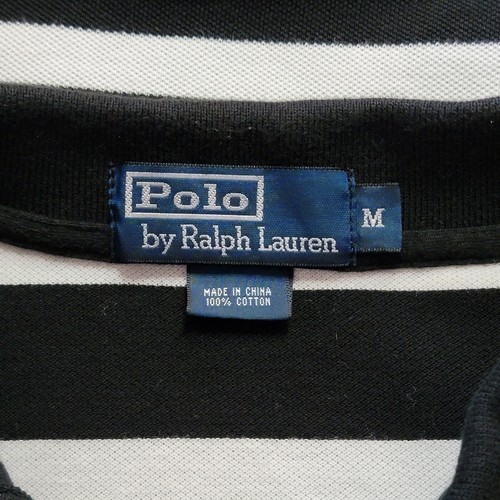 Polo
by Ralph Lauren
M
MADE IN CHINA
100% COTTON